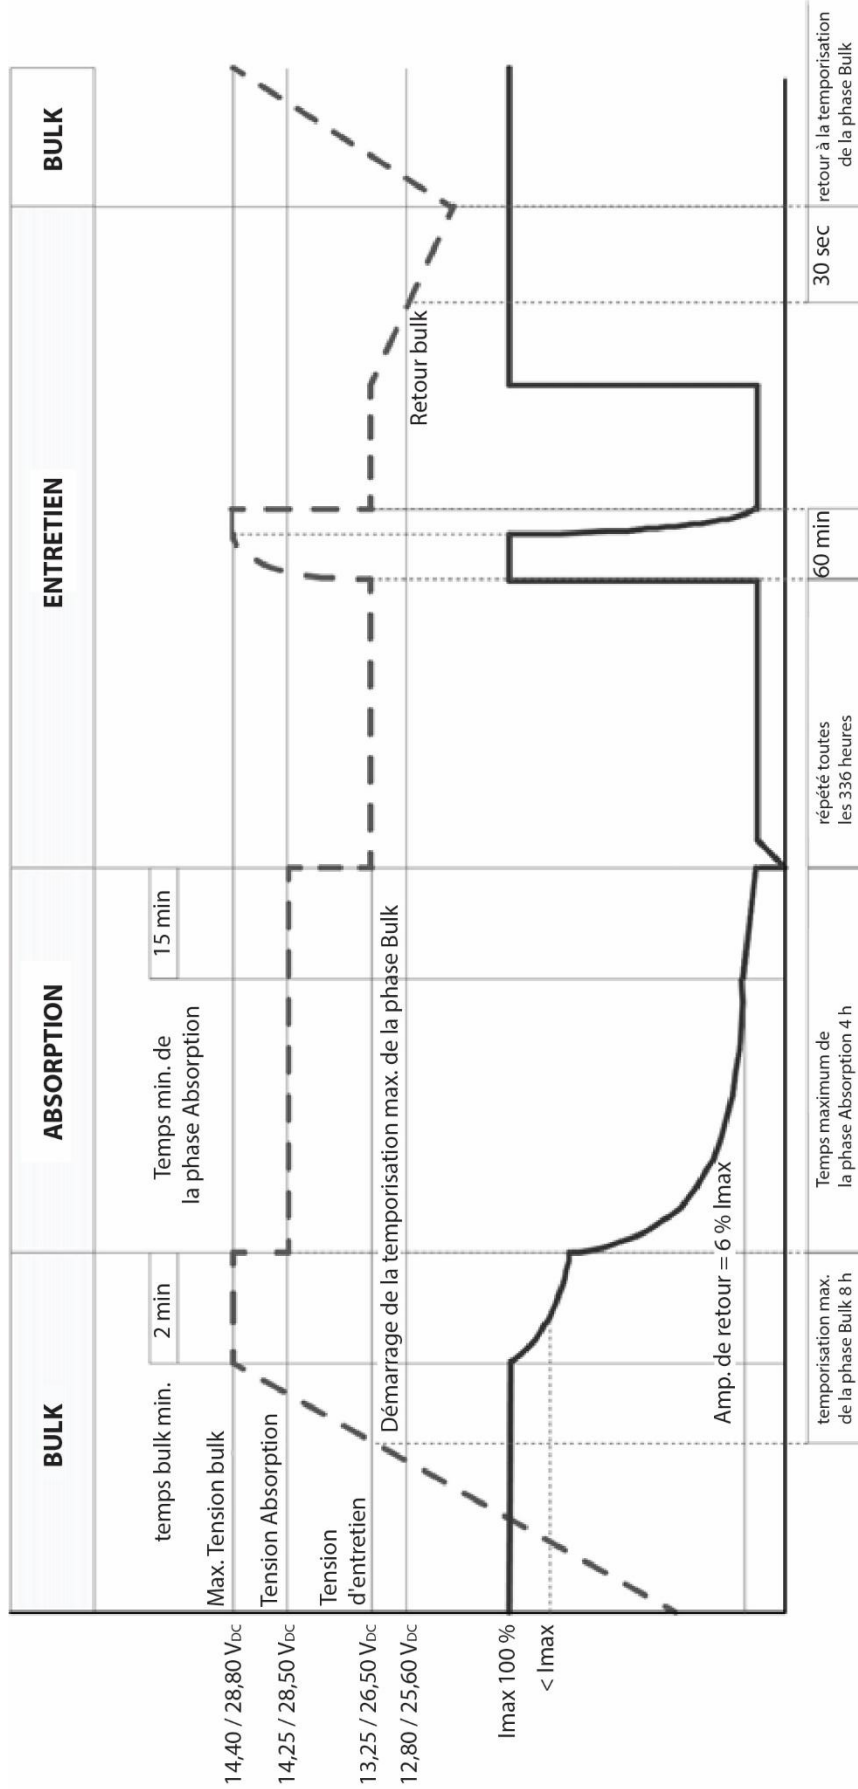 BULK
ABSORPTION
ENTRETIEN
BULK
temps bulk min.
2 min
Temps min. de
la phase Absorption
15 min
Max. Tension bulk
14,40 / 28,80 VDC
Tension Absorption
14,25 / 28,50 VDC
Tension
d'entretien
13,25 / 26,50 VDC
Démarrage de la temporisation max. de la phase Bulk
12,80 / 25,60 VDC
Retour bulk
Imax 100 %
< Imax
Amp. de retour = 6 % Imax
temporisation max.
de la phase Bulk 8 h
Temps maximum de
la phase Absorption 4 h
répété toutes
les 336 heures
60 min
30 sec
retour à la temporisation
de la phase Bulk